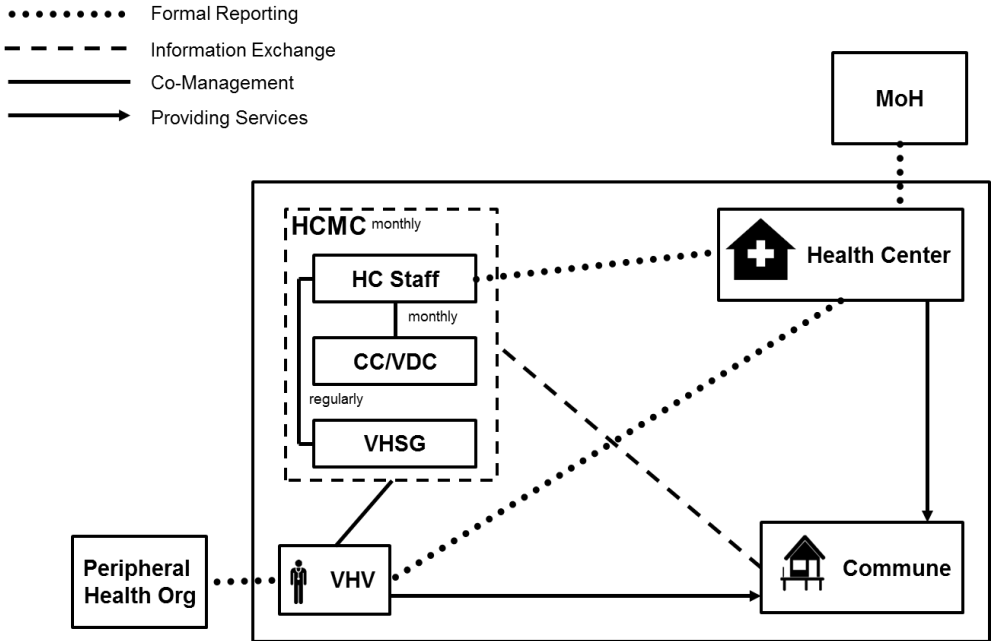 Formal Reporting
Information Exchange
Co-Management
Providing Services
MoH
HCMC monthly
HC Staff
monthly
CC/VDC
regularly
VHSG
Health Center
Peripheral
Health Org
VHV
Commune